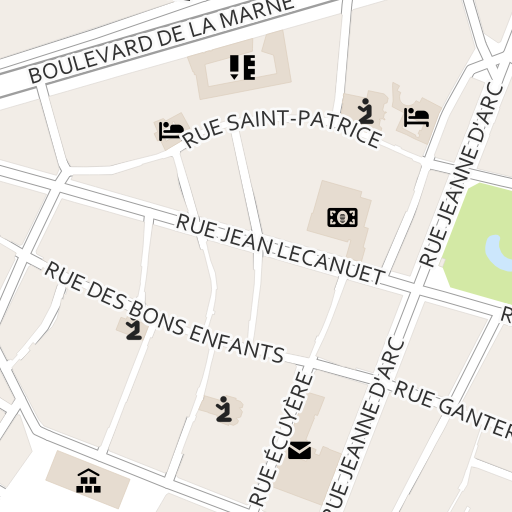 BOULEVARD DE LA MARNE
RUE SAINT-PATRICE
RUE JEANNE D'ARC
RUE JEAN LECANUET
RUE DES BONS ENFANTS
R
RUE GANTER
RUE ÉCUYÈRE
RUE JEANNE D'ARC